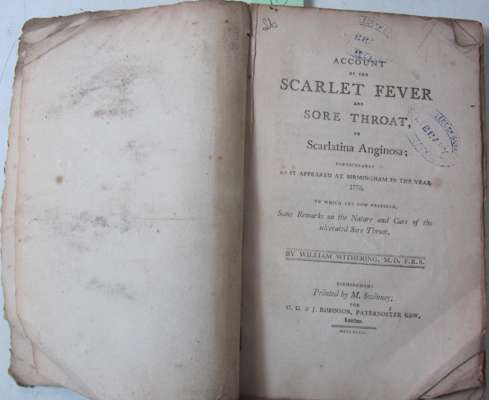 AN
ACCOUNT
OF THE
SCARLET FEVER
AND
SORE THROAT,
OR
Scarlatina Anginosa;
PARTICULARLY
AS IT APPEARED AT BIRMINGHAM IN THE YEAR
1778.
TO WHICH ARE NOW PREFIXED,
Some Remarks on the Nature and Cure of the
ulcerated Sore Throat.
BY WILLIAM WITHERING, M.D. F.R.S.
BIRMINGHAM:
Printed by M. Swinney;
FOR
G. G. & J. ROBINSON, PATERNOSTER ROW,
London.